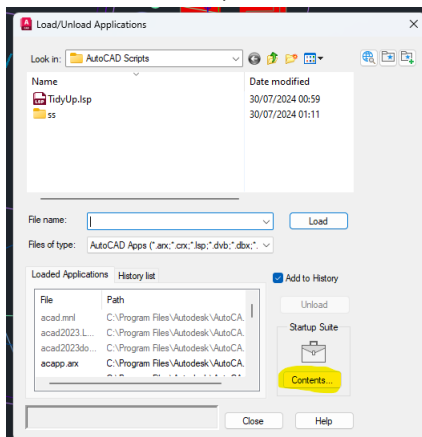 Load/Unload Applications
Look in: AutoCAD Scripts
Name Date modified
TidyUp.lsp 30/07/2024 00:59
ss 30/07/2024 01:11
File name: Load
Files of type: AutoCAD Apps (*.arx;*.crx;*.lsp;*.dvb;*.dbx;*.
Loaded Applications History list Add to History
File Path Unload
acad.mnl C:\Program Files\Autodesk\AutoCA.
Startup Suite
acad2023.L... C:\Program Files\Autodesk\AutoCA.
acad2023do... C:\Program Files\Autodesk\AutoCA.
acapp.arx C:\Program Files\Autodesk\AutoCA.
Contents...
Close Help